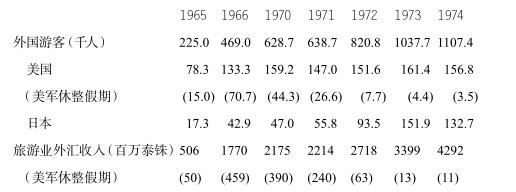 1965 1966 1970 1971 1972 1973 1974
外国游客(千人) 225.0 469.0 628.7 638.7 820.8 1037.7 1107.4
美国 78.3 133.3 159.2 147.0 151.6 161.4 156.8
(美军休整假期) (15.0) (70.7) (44.3) (26.6) (7.7) (4.4) (3.5)
日本 17.3 42.9 47.0 55.8 93.5 151.9 132.7
旅游业外汇收入(百万泰铢) 506 1770 2175 2214 2718 3399 4292
(美军休整假期) (50) (459) (390) (240) (63) (13) (11)